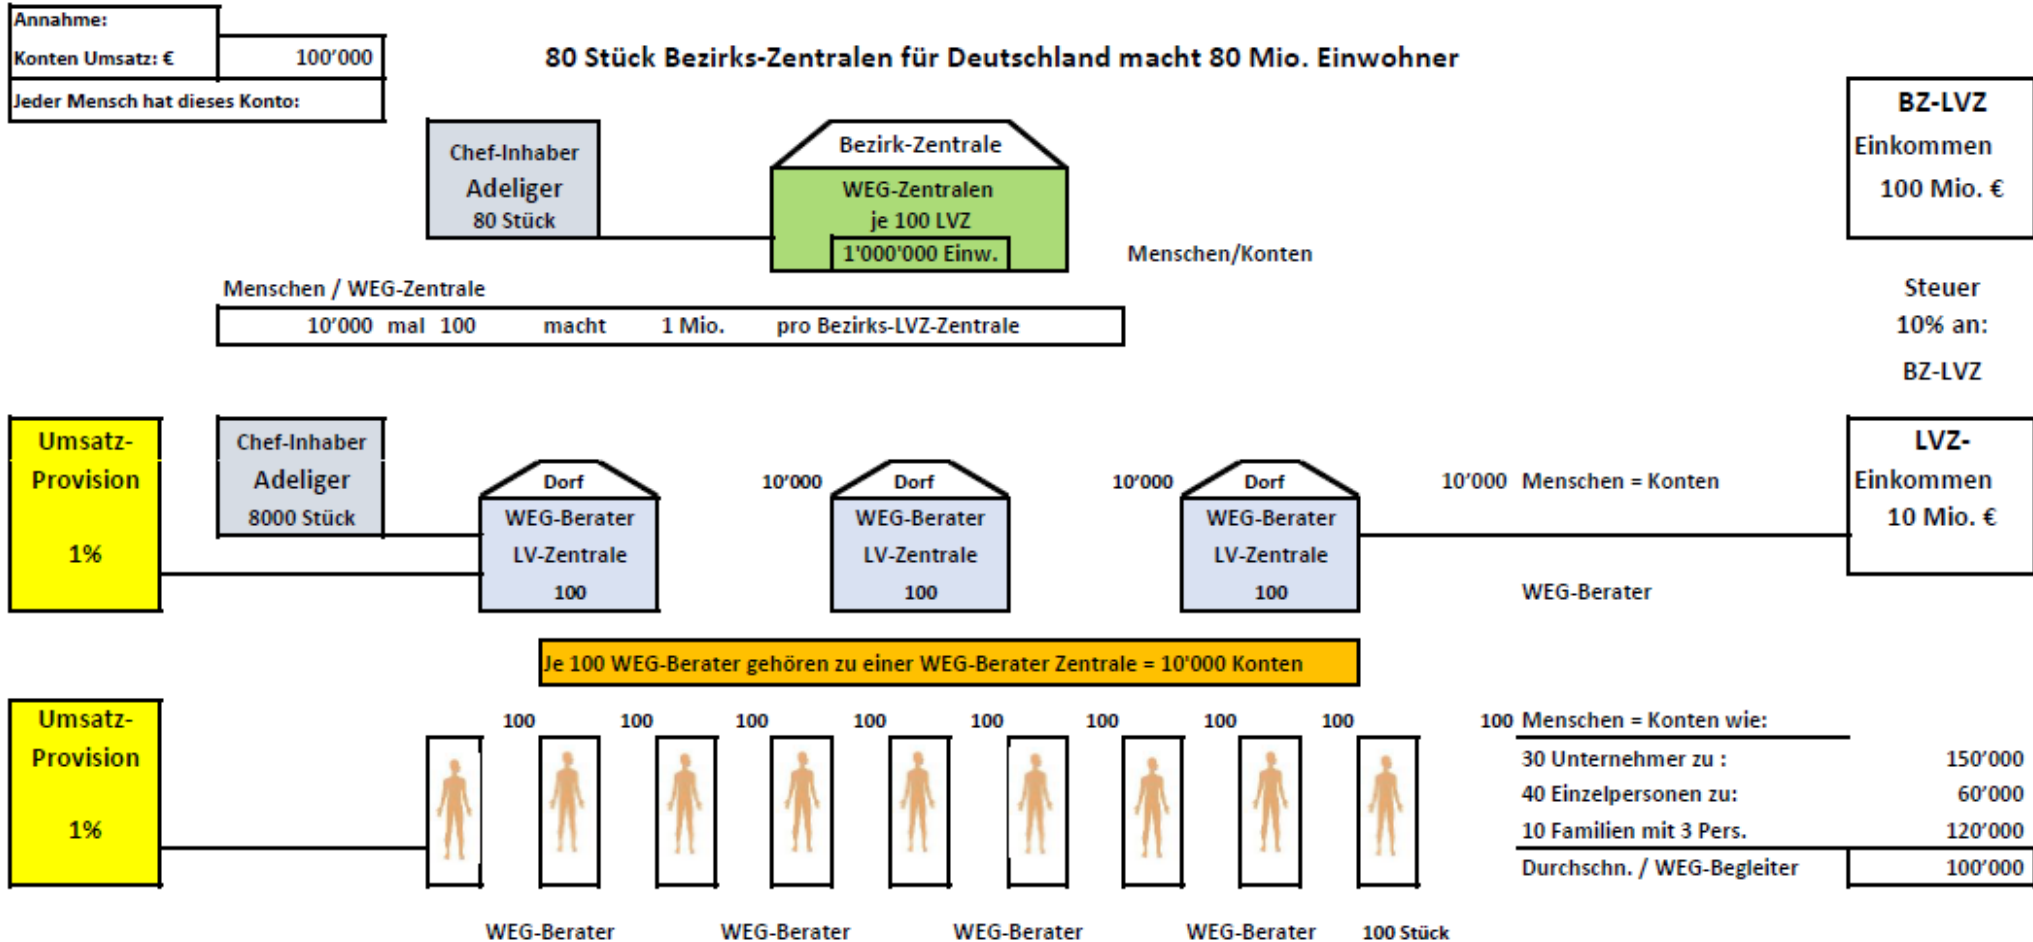 Annahme:
Konten Umsatz: € 100’000
Jeder Mensch hat dieses Konto:
80 Stück Bezirks-Zentralen für Deutschland macht 80 Mio. Einwohner
BZ-LVZ
Einkommen
100 Mio. €
Chef-Inhaber
Adeliger
80 Stück
Bezirk-Zentrale
WEG-Zentralen
je 100 LVZ
1'000'000 Einw.
Menschen/Konten
Menschen / WEG-Zentrale
10’000 mal 100 macht 1 Mio. pro Bezirks-LVZ-Zentrale
Steuer
10% an:
BZ-LVZ
Umsatz-
Provision
1%
Chef-Inhaber
Adeliger
8000 Stück
Dorf
WEG-Berater
LV-Zentrale
100
10’000
Dorf
WEG-Berater
LV-Zentrale
100
10’000
Dorf
WEG-Berater
LV-Zentrale
100
10’000 Menschen = Konten
LVZ-
Einkommen
10 Mio. €
WEG-Berater
Je 100 WEG-Berater gehören zu einer WEG-Berater Zentrale = 10'000 Konten
Umsatz-
Provision
1%
100 100 100 100 100 100 100 100 100 Menschen = Konten wie:
30 Unternehmer zu : 150’000
40 Einzelpersonen zu: 60’000
10 Familien mit 3 Pers. 120’000
Durchschn. / WEG-Begleiter 100’000
WEG-Berater WEG-Berater WEG-Berater WEG-Berater 100 Stück